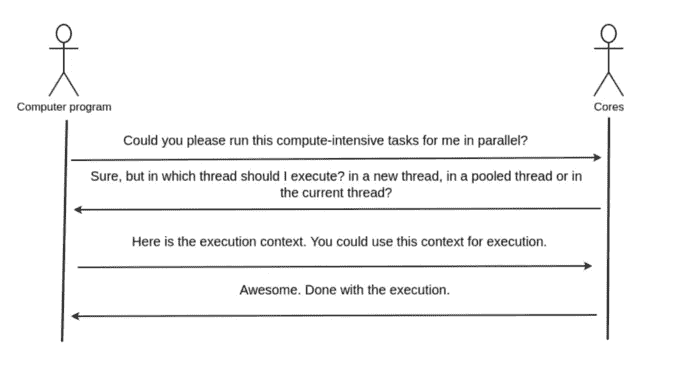 Computer program
Cores
Could you please run this compute-intensive tasks for me in parallel?
Sure, but in which thread should I execute? in a new thread, in a pooled thread or in
the current thread?
Here is the execution context. You could use this context for execution.
Awesome. Done with the execution.